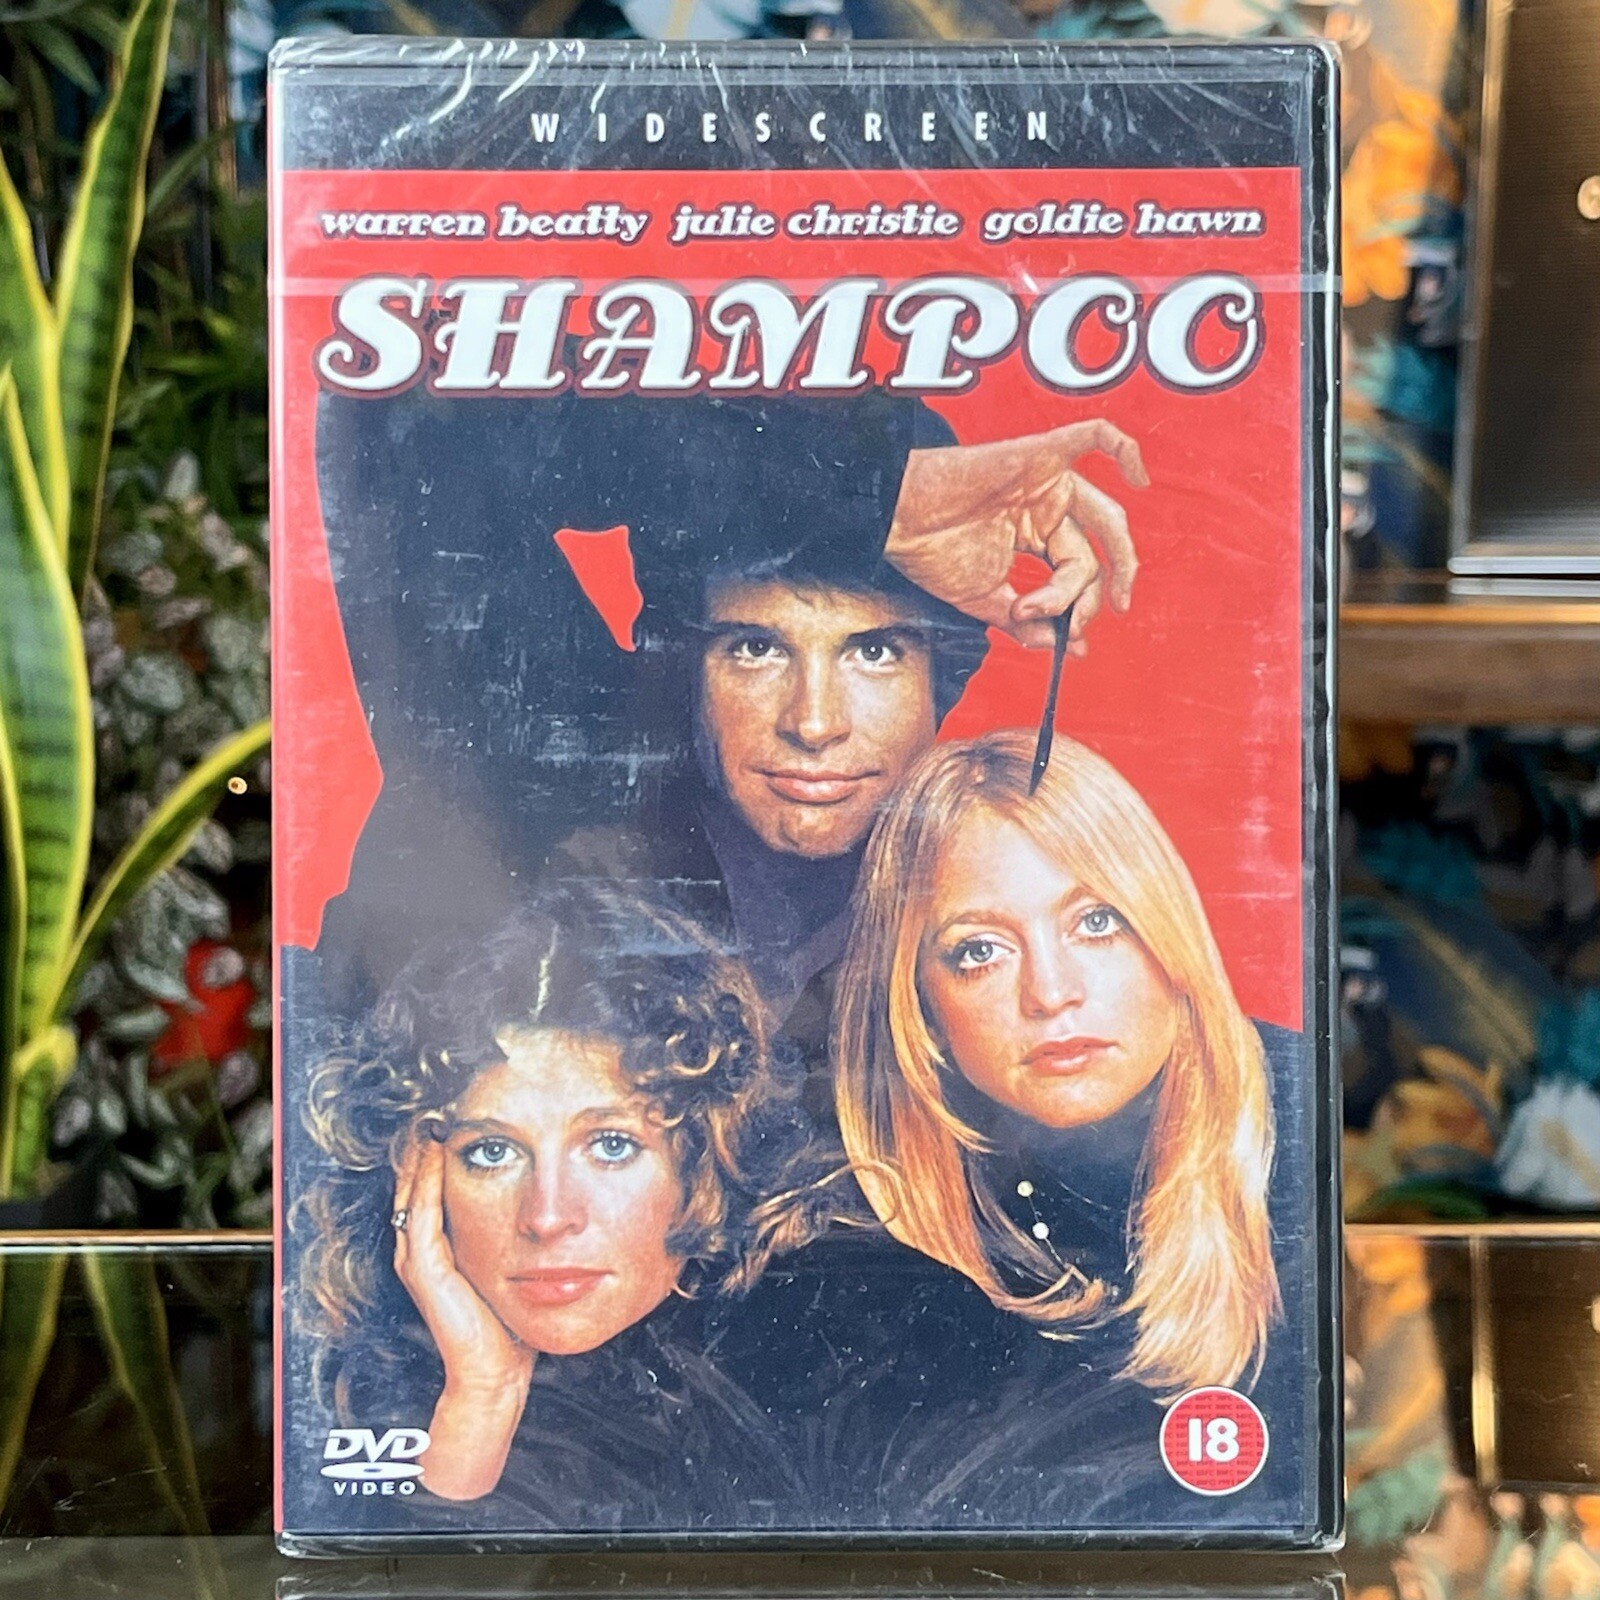 WIDESCREEN
warren beatty julie christie goldie hawn
SHAMPOO
DVD
VIDEO
18